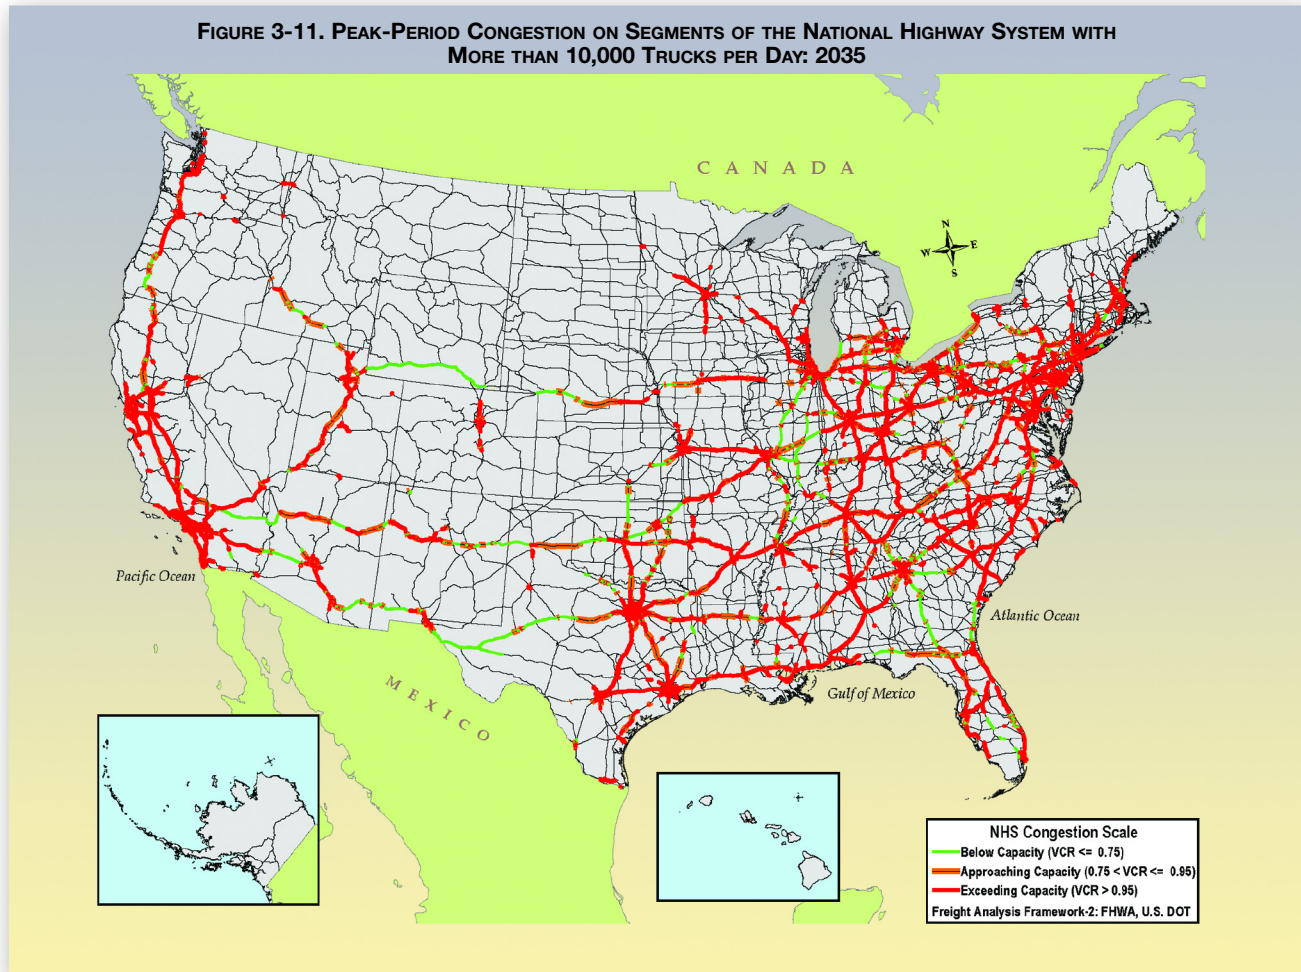 FIGURE 3-11. PEAK-PERIOD CONGESTION ON SEGMENTS OF THE NATIONAL HIGHWAY SYSTEM WITH
MORE THAN 10,000 TRUCKS PER DAY: 2035
CANADA
N
W E
S
Pacific Ocean
Atlantic Ocean
MEXICO
Gulf of Mexico
NHS Congestion Scale
Below Capacity (VCR <= 0.75)
Approaching Capacity (0.75 < VCR <= 0.95)
Exceeding Capacity (VCR > 0.95)
Freight Analysis Framework-2: FHWA, U.S. DOT